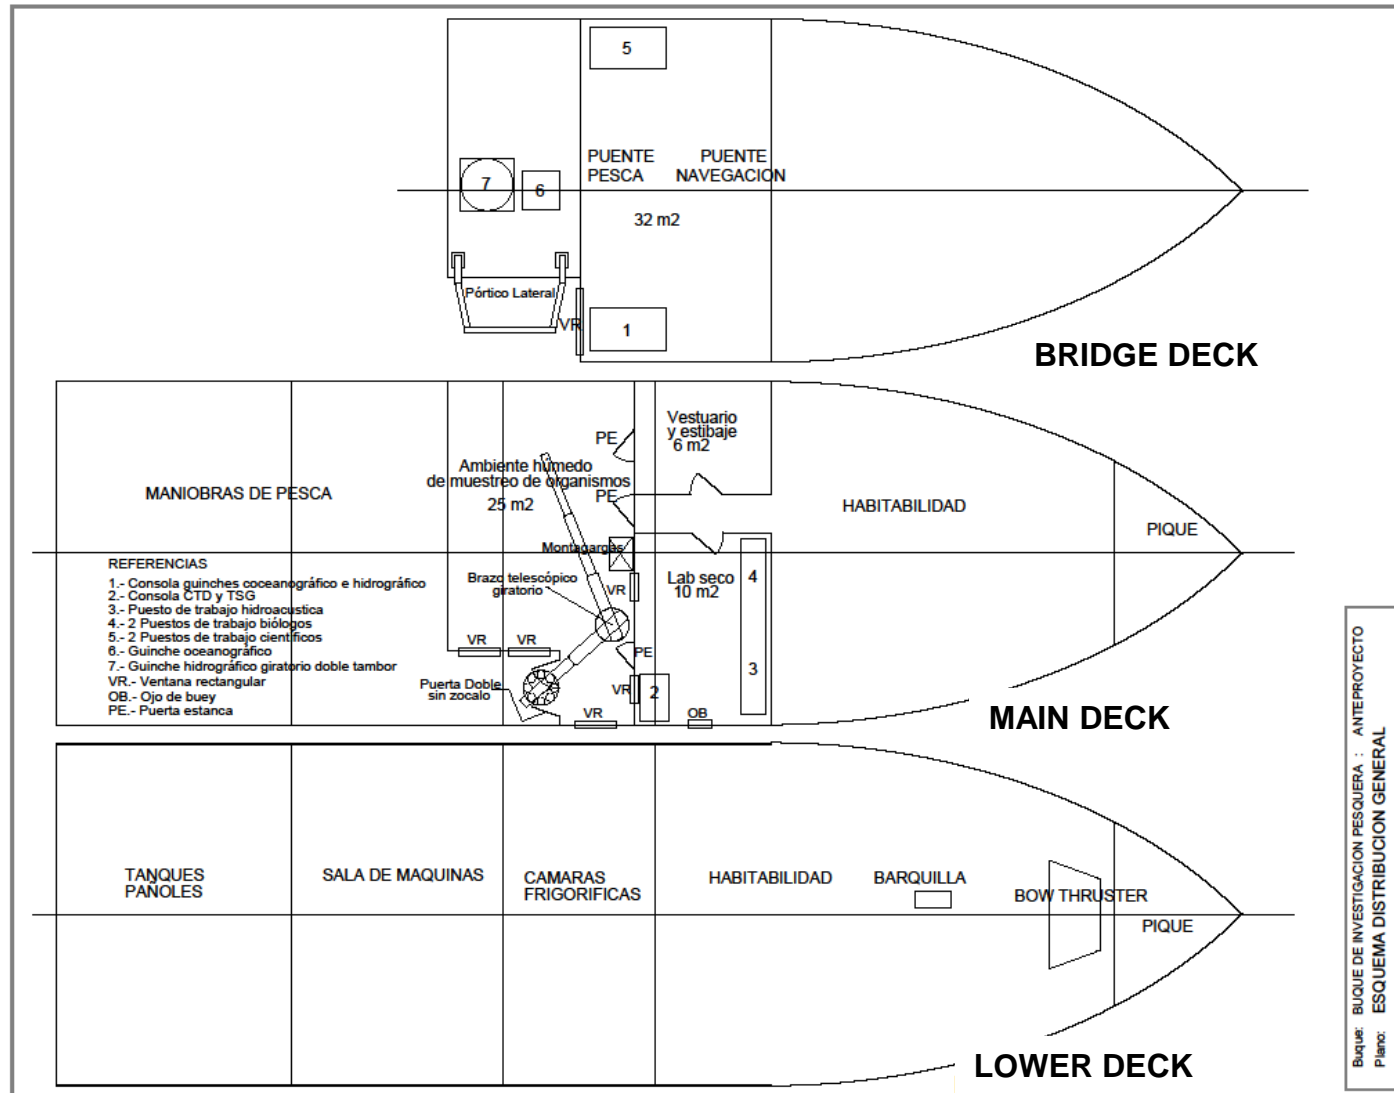 5
PUENTE
PESCA
PUENTE
NAVEGACION
7
6
32 m2
Pórtico Lateral
VR
1
BRIDGE DECK
Vestuario
y estibaje
6 m2
PE
Ambiente húmedo
de muestreo de organismos
25 m2
PE
MANIOBRAS DE PESCA
HABITABILIDAD
PIQUE
Montagargas
REFERENCIAS
1.- Consola guinches coceanográfico e hidrográfico
2.- Consola CTD y TSG
3.- Puesto de trabajo hidroacustica
4.- 2 Puestos de trabajo biólogos
5.- 2 Puestos de trabajo cientificos
6.- Guinche oceanográfico
7.- Guinche hidrográfico giratorio doble tambor
VR.- Ventana rectangular
OB.- Ojo de buey
PE.- Puerta estanca
Brazo telescópico
giratorio
VR
Lab seco
10 m2
4
3
VR
VR
PE
Puerta Doble
sin zocalo
VR
2
VR
OB
MAIN DECK
TANQUES
PAÑOLES
SALA DE MAQUINAS
CAMARAS
FRIGORIFICAS
HABITABILIDAD
BARQUILLA
BOW THRUSTER
PIQUE
LOWER DECK
Buque: BUQUE DE INVESTIGACION PESQUERA : ANTEPROYECTO
Plano: ESQUEMA DISTRIBUCION GENERAL